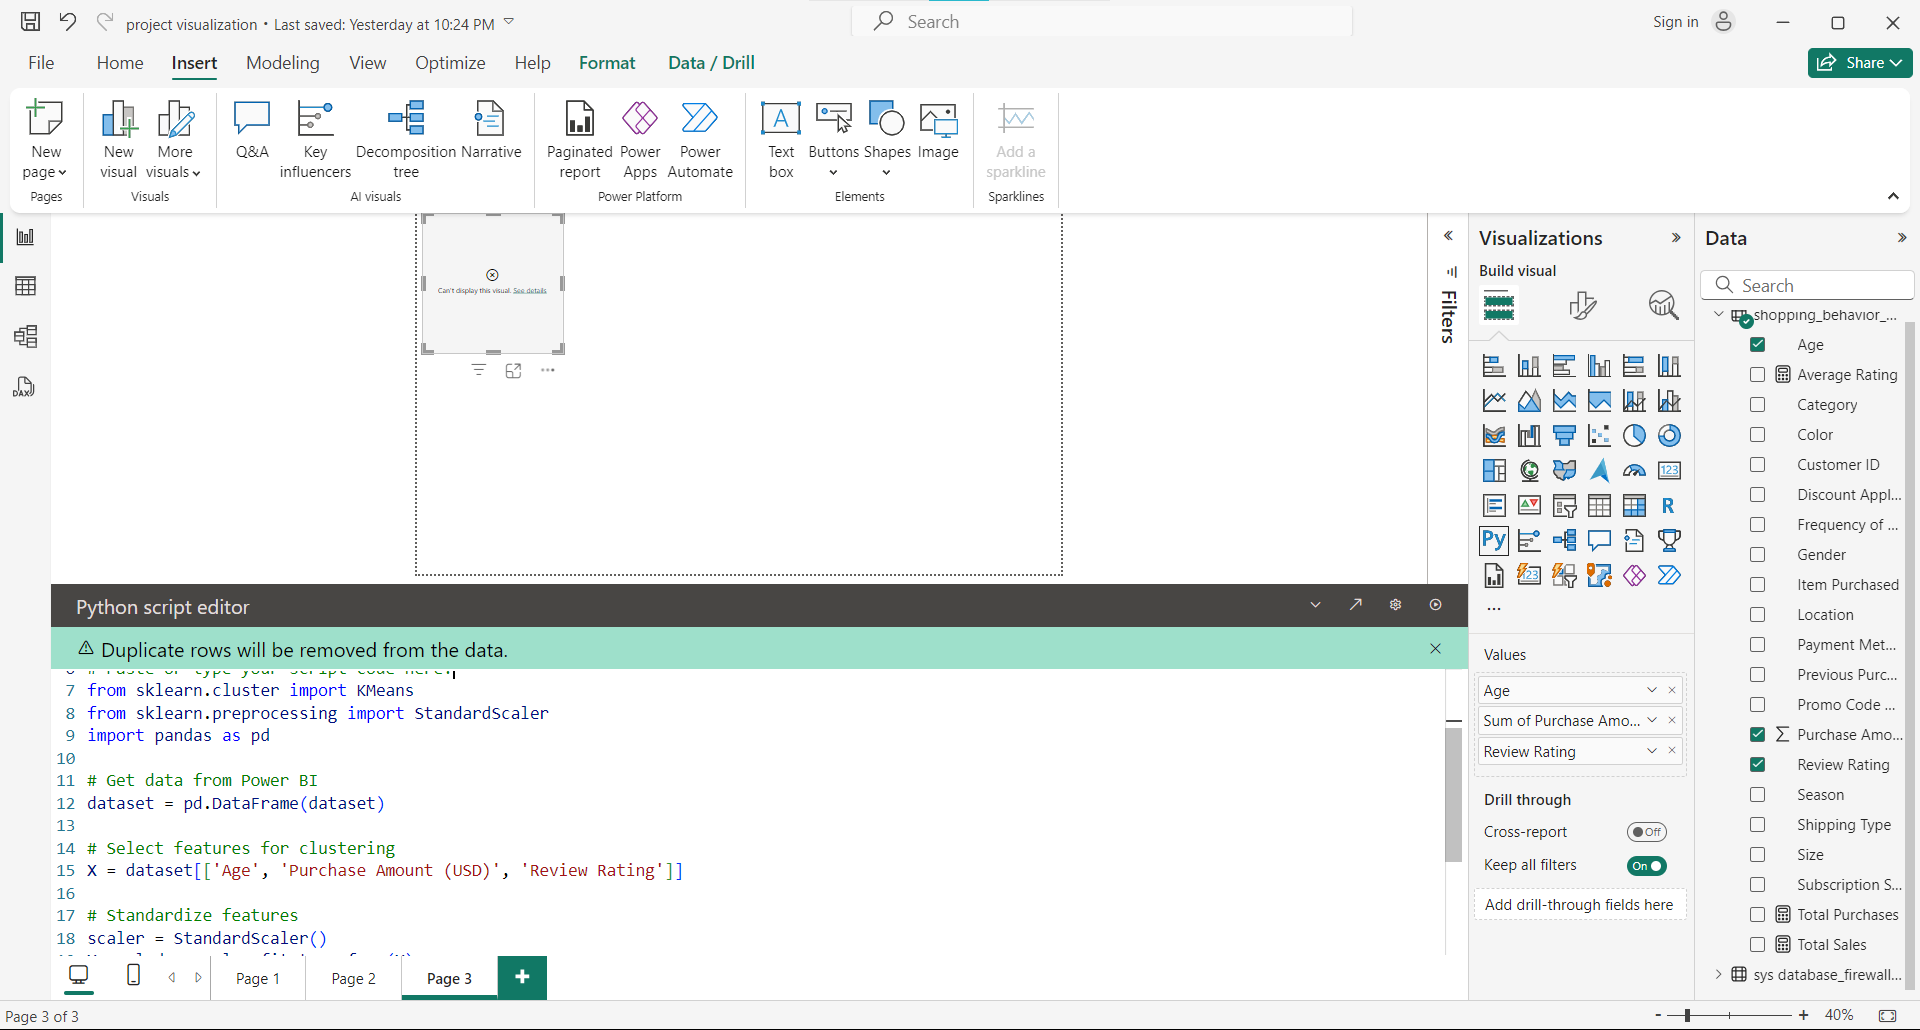 project visualization • Last saved: Yesterday at 10:24 PM
Search
Sign in
File Home Insert Modeling View Optimize Help Format Data / Drill
Share
New page
New visual
More visuals
Q&A
Key influencers
Decomposition tree
Narrative
Paginated report
Power Apps
Power Automate
Text box
Buttons
Shapes
Image
Add a sparkline
Pages
Visuals
AI visuals
Power Platform
Elements
Sparklines
DAX
Can't display this visual. See details
Filters
Visualizations
Build visual
123
R
Py
123
Values
Age
Sum of Purchase Amo...
Review Rating
Drill through
Cross-report
Off
Keep all filters
On
Add drill-through fields here
Data
Search
shopping_behavior_...
Age
Average Rating
Category
Color
Customer ID
Discount Appl...
Frequency of ...
Gender
Item Purchased
Location
Payment Met...
Previous Purc...
Promo Code ...
Purchase Amo...
Review Rating
Season
Shipping Type
Size
Subscription S...
Total Purchases
Total Sales
sys database_firewall...
Python script editor
Duplicate rows will be removed from the data.
7 from sklearn.cluster import KMeans
8 from sklearn.preprocessing import StandardScaler
9 import pandas as pd
10
11 # Get data from Power BI
12 dataset = pd.DataFrame(dataset)
13
14 # Select features for clustering
15 X = dataset[['Age', 'Purchase Amount (USD)', 'Review Rating']]
16
17 # Standardize features
18 scaler = StandardScaler()
Page 1
Page 2
Page 3
+
Page 3 of 3
- + 40%